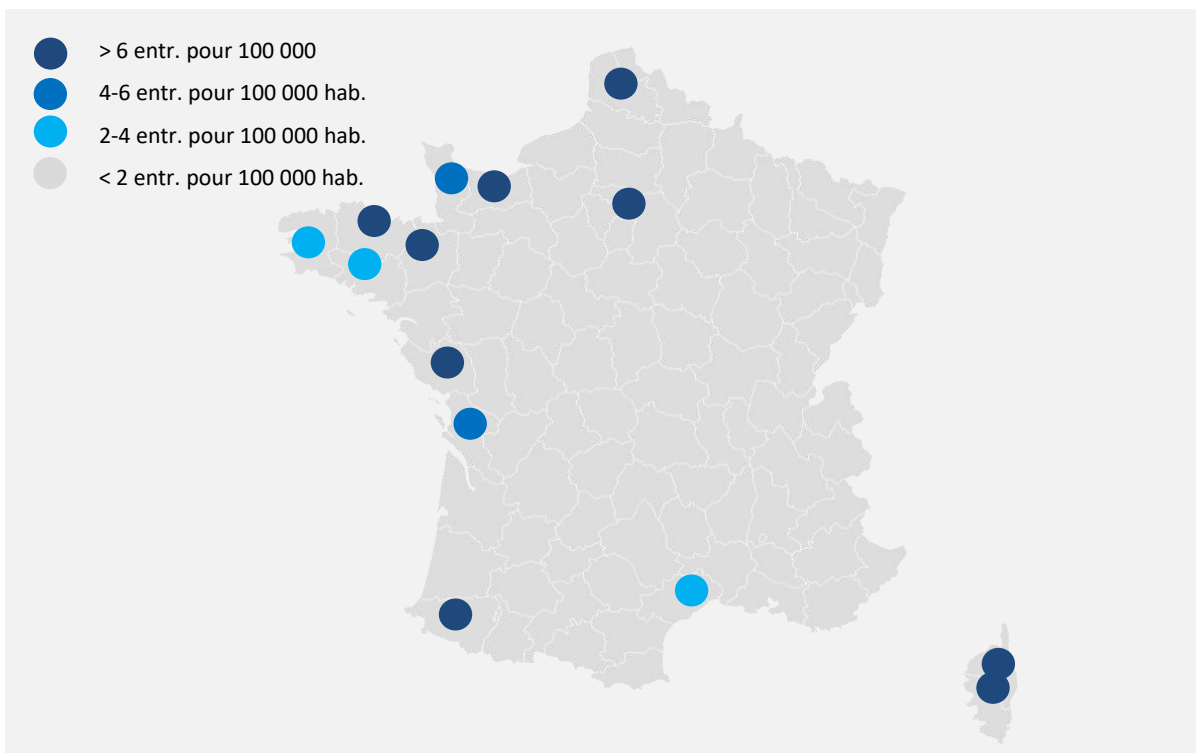 > 6 entr. pour 100 000
4-6 entr. pour 100 000 hab.
2-4 entr. pour 100 000 hab.
< 2 entr. pour 100 000 hab.